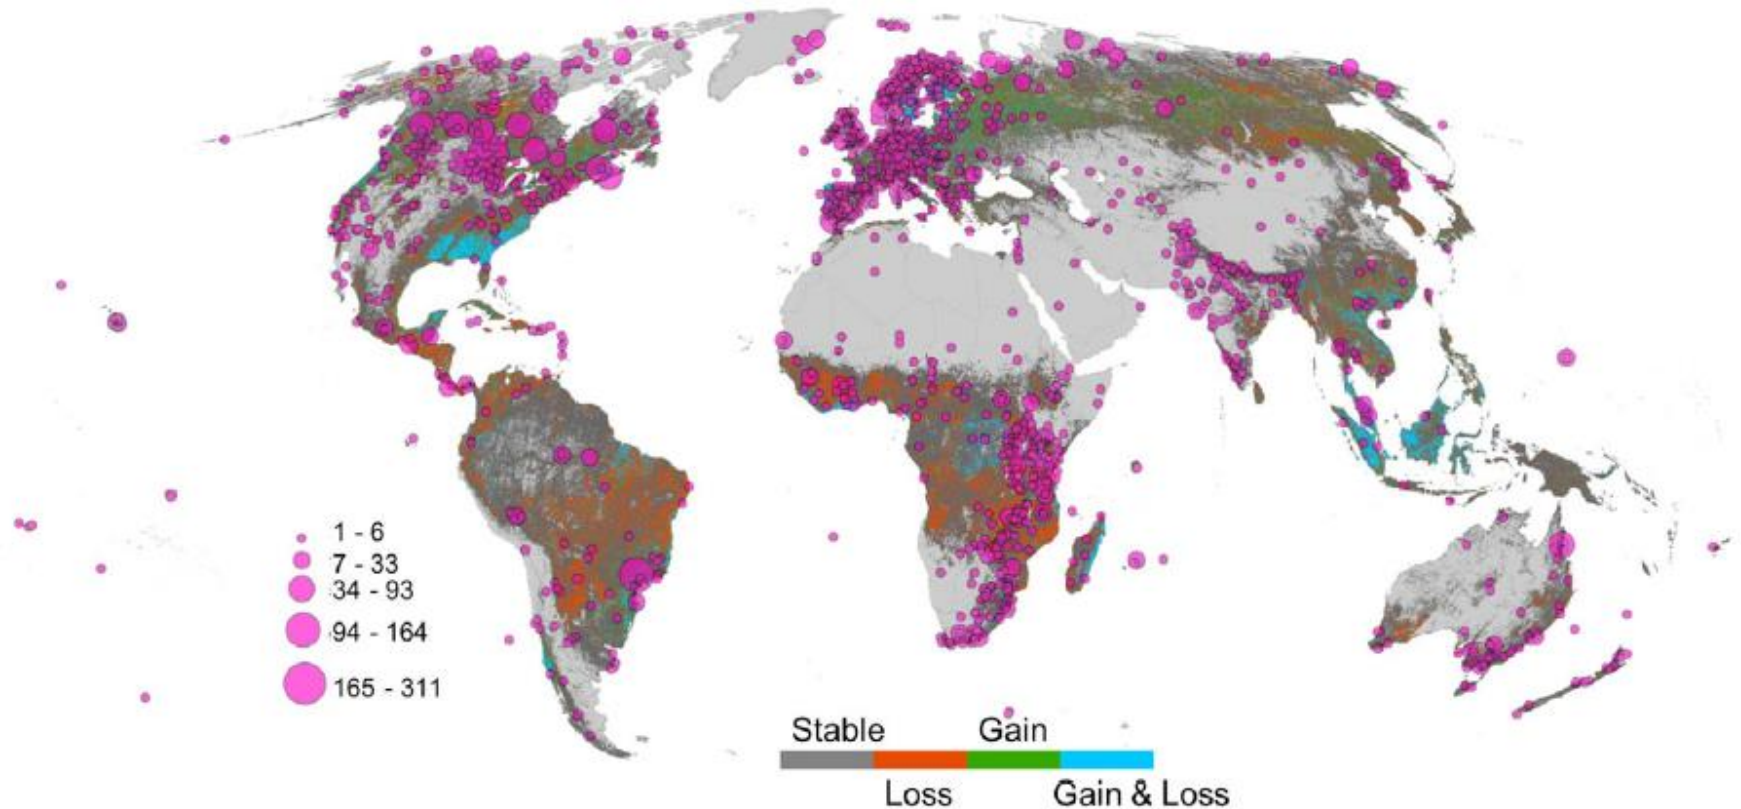 1 - 6
7 - 33
34 - 93
94 - 164
165 - 311
Stable Gain
Loss Gain & Loss